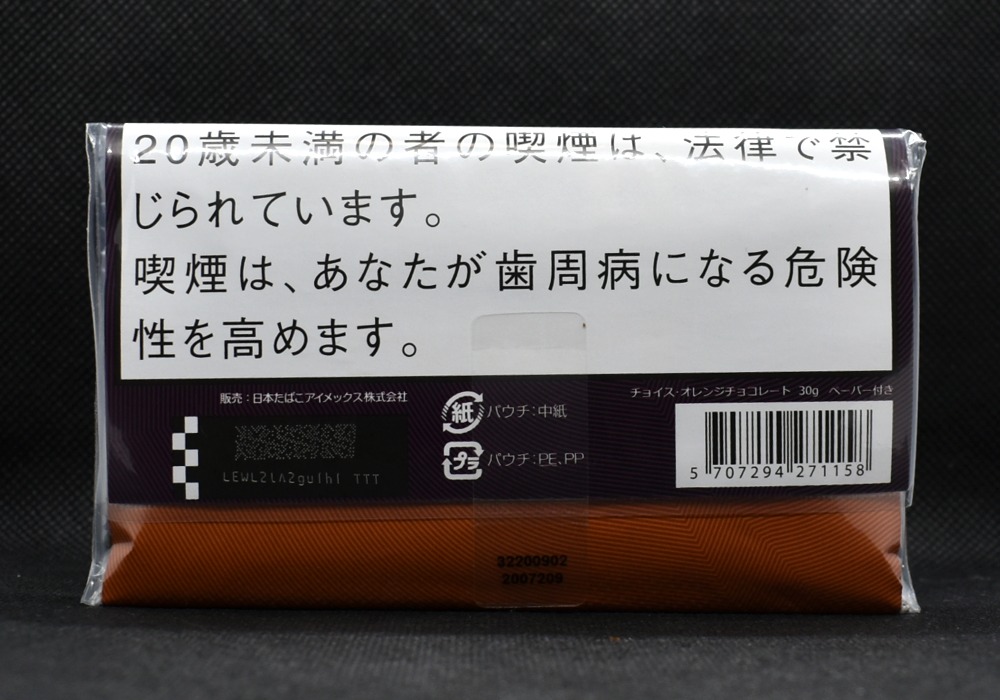 20歳未満の者の喫煙は、法律で禁
じられています。
喫煙は、あなたが歯周病になる危険
性を高めます。
販売：日本たばこアイメックス株式会社
チョイス・オレンジチョコレート 30g ペーパー付き
紙 パウチ：中紙
プラ パウチ：PE、PP
5 707294 271158
32200902
2007209